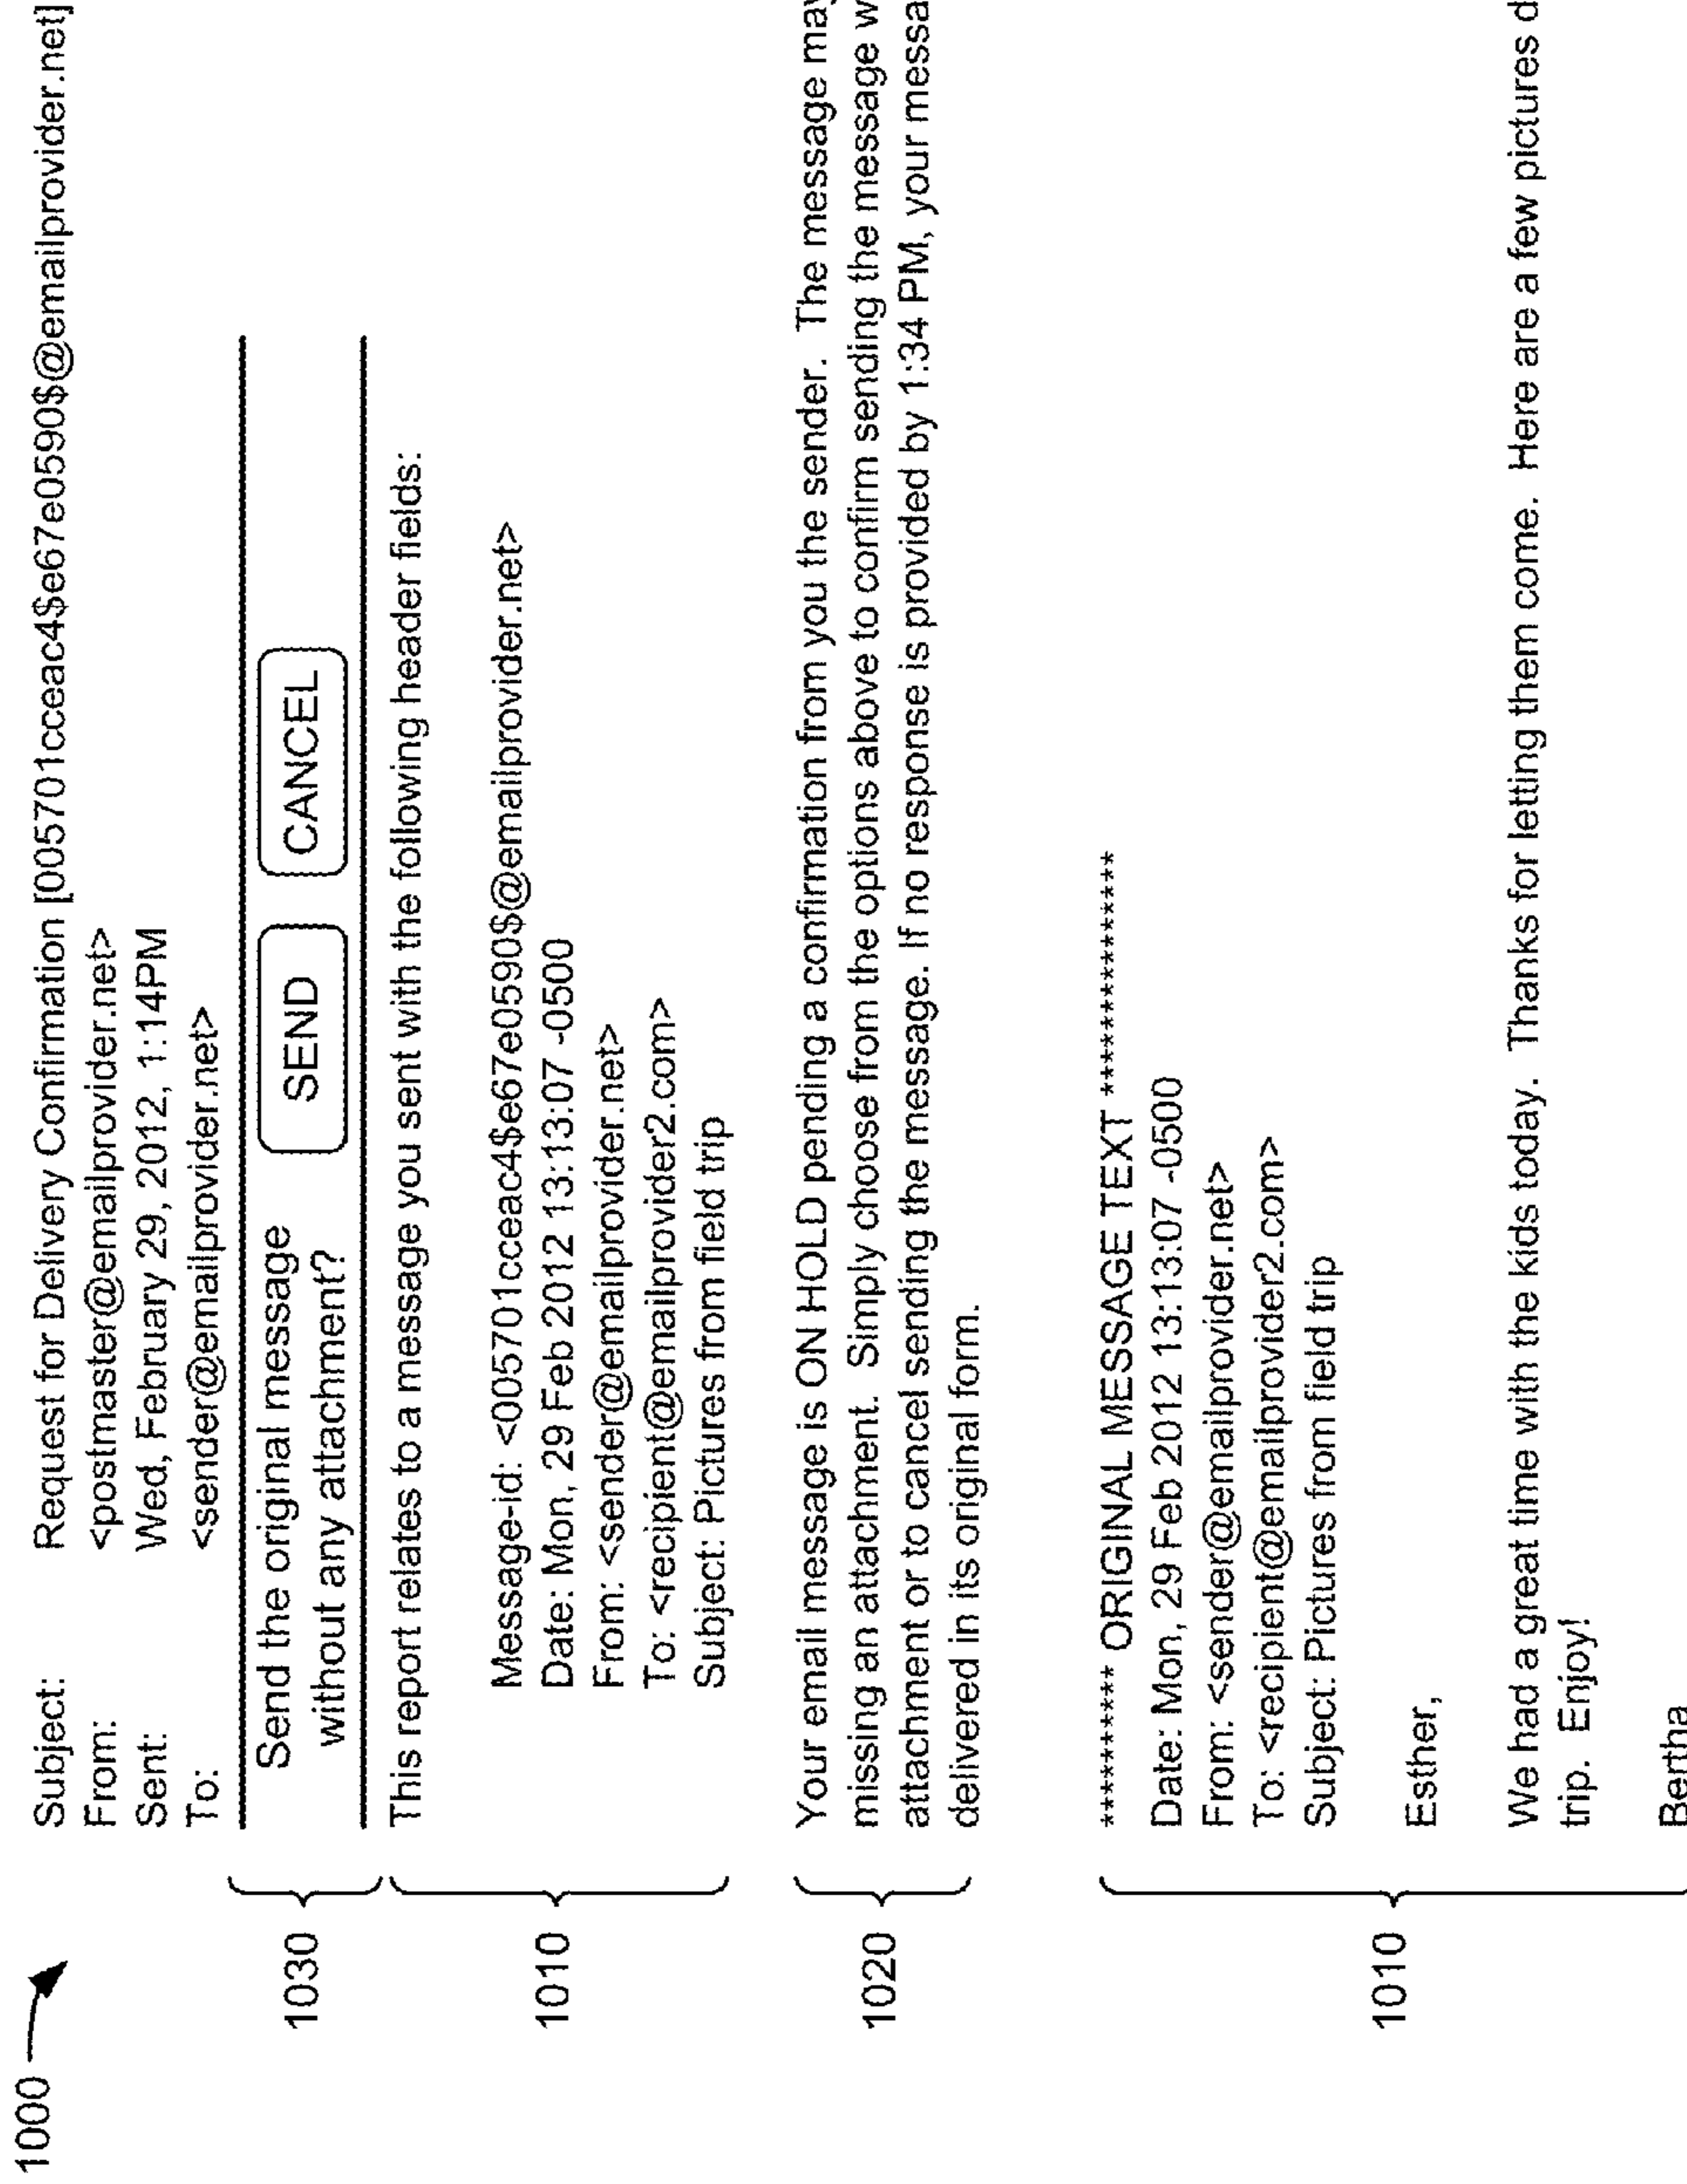 1000
Subject: Request for Delivery Confirmation [005701cceac4$e67e0590$@emailprovider.net]
From: <postmaster@emailprovider.net>
Sent: Wed, February 29, 2012, 1:14PM
To: <sender@emailprovider.net>
1030
Send the original message
without any attachment?
SEND CANCEL
This report relates to a message you sent with the following header fields:
1010
Message-id: <005701cceac4$e67e0590$@emailprovider.net>
Date: Mon, 29 Feb 2012 13:13:07 -0500
From: <sender@emailprovider.net>
To: <recipient@emailprovider2.com>
Subject: Pictures from field trip
1020
Your email message is ON HOLD pending a confirmation from you the sender. The message may
missing an attachment. Simply choose from the options above to confirm sending the message w
attachment or to cancel sending the message. If no response is provided by 1:34 PM, your messa
delivered in its original form.
1010
********* ORIGINAL MESSAGE TEXT ********************
Date: Mon, 29 Feb 2012 13:13:07 -0500
From: <sender@emailprovider.net>
To: <recipient@emailprovider2.com>
Subject: Pictures from field trip
Esther,
We had a great time with the kids today. Thanks for letting them come. Here are a few pictures d
trip. Enjoy!
Bertha